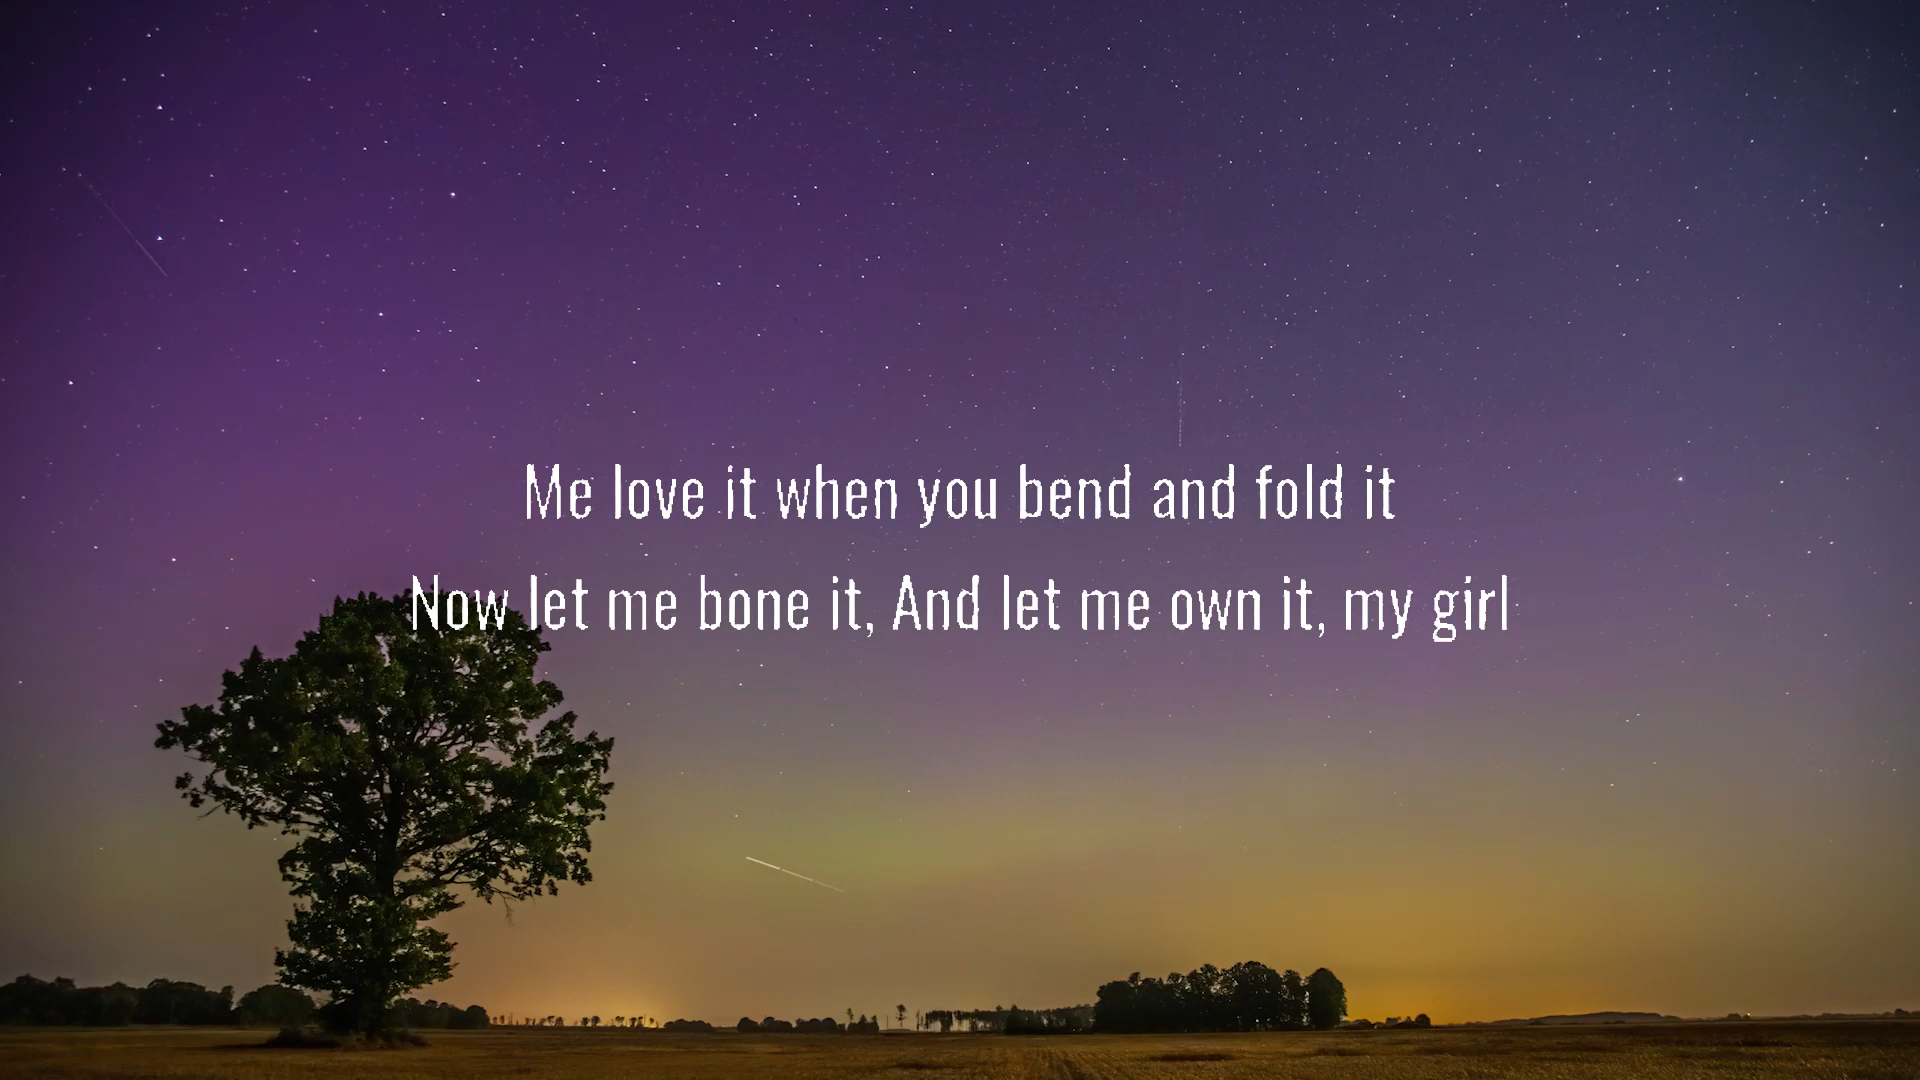 Me love it when you bend and fold it
Now let me bone it, And let me own it, my girl